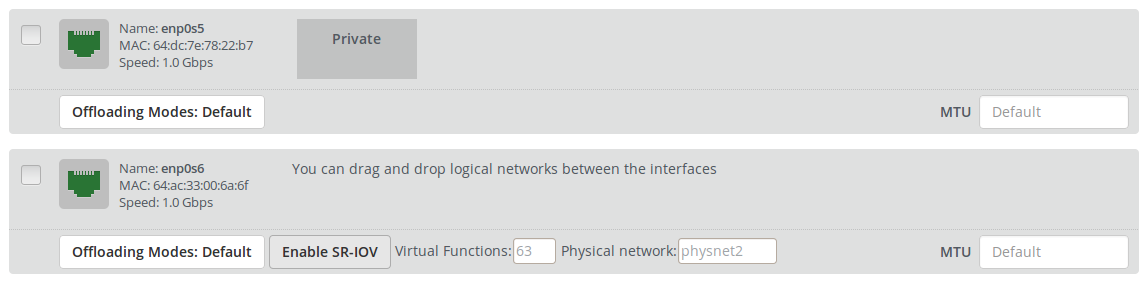 Name: enp0s5
MAC: 64:dc:7e:78:22:b7
Speed: 1.0 Gbps
Private
Offloading Modes: Default
MTU Default
Name: enp0s6
MAC: 64:ac:33:00:6a:6f
Speed: 1.0 Gbps
You can drag and drop logical networks between the interfaces
Offloading Modes: Default Enable SR-IOV Virtual Functions: 63 Physical network: physnet2 MTU Default